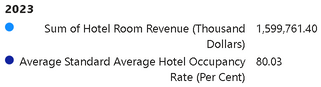 2023
Sum of Hotel Room Revenue (Thousand 1,599,761.40
Dollars)
Average Standard Average Hotel Occupancy 80.03
Rate (Per Cent)